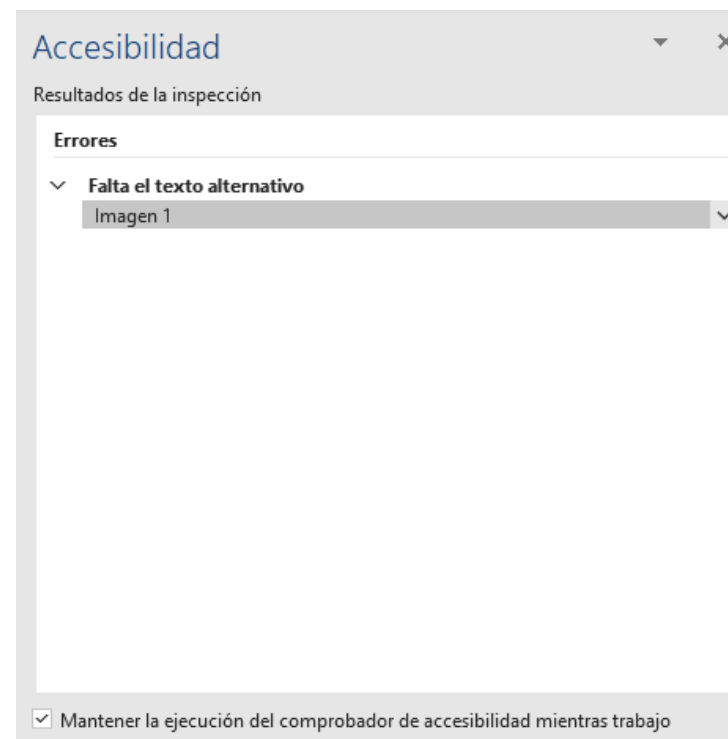 Accesibilidad
Resultados de la inspección
Errores
Falta el texto alternativo
Imagen 1
Mantener la ejecución del comprobador de accesibilidad mientras trabajo